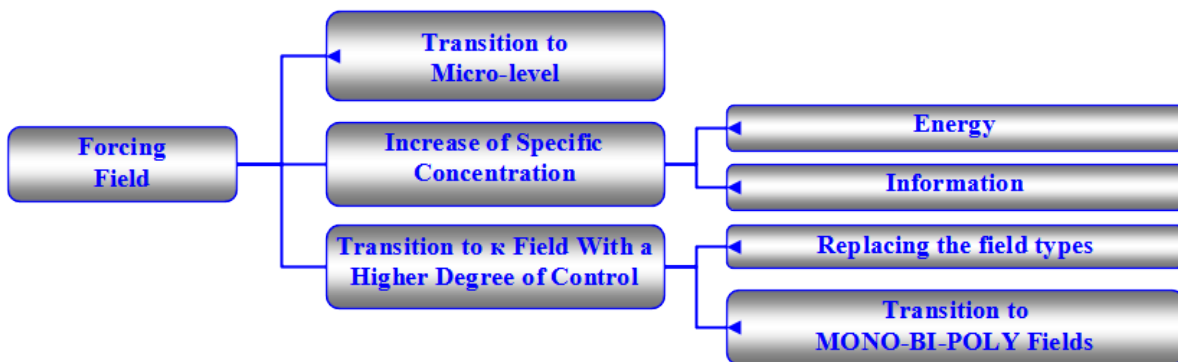 Forcing
Field
Transition to
Micro-level
Increase of Specific
Concentration
Transition to к Field With a
Higher Degree of Control
Energy
Information
Replacing the field types
Transition to
MONO-BI-POLY Fields